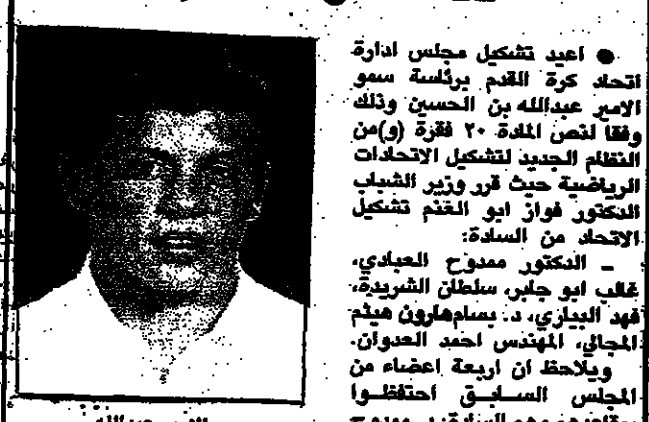 ● اعيد تشكيل مجلس ادارة
اتحاد كرة القدم برئاسة سمو
الامير عبدالله بن الحسين وذلك
وفقا لنص المادة ٢٠ فقرة (و)من
النظام الجديد لتشكيل الاتحادات
الرياضية حيث قرر وزير الشباب
الدكتور فواز ابو الغنم تشكيل
الاتحاد من السادة:
- الدكتور ممدوح العبادي،
غالب ابو جابر، سلطان الشريدة،
فهد البياري، د. بسام هارون هيثم
المجالي، المهندس احمد العدوان.
ويلاحظ ان اربعة اعضاء من
المجلس السابق احتفظوا